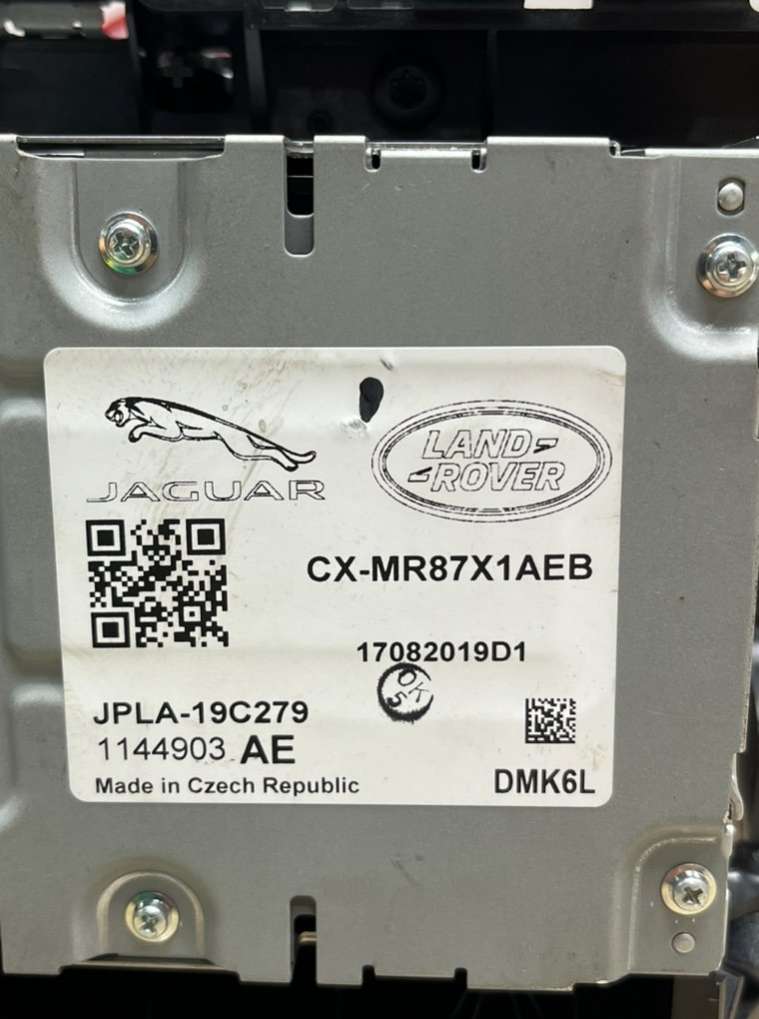 JAGUAR
LAND-
-ROVER
CX-MR87X1AEB
17082019D1
OK
5
JPLA-19C279
1144903 AE
Made in Czech Republic
DMK6L